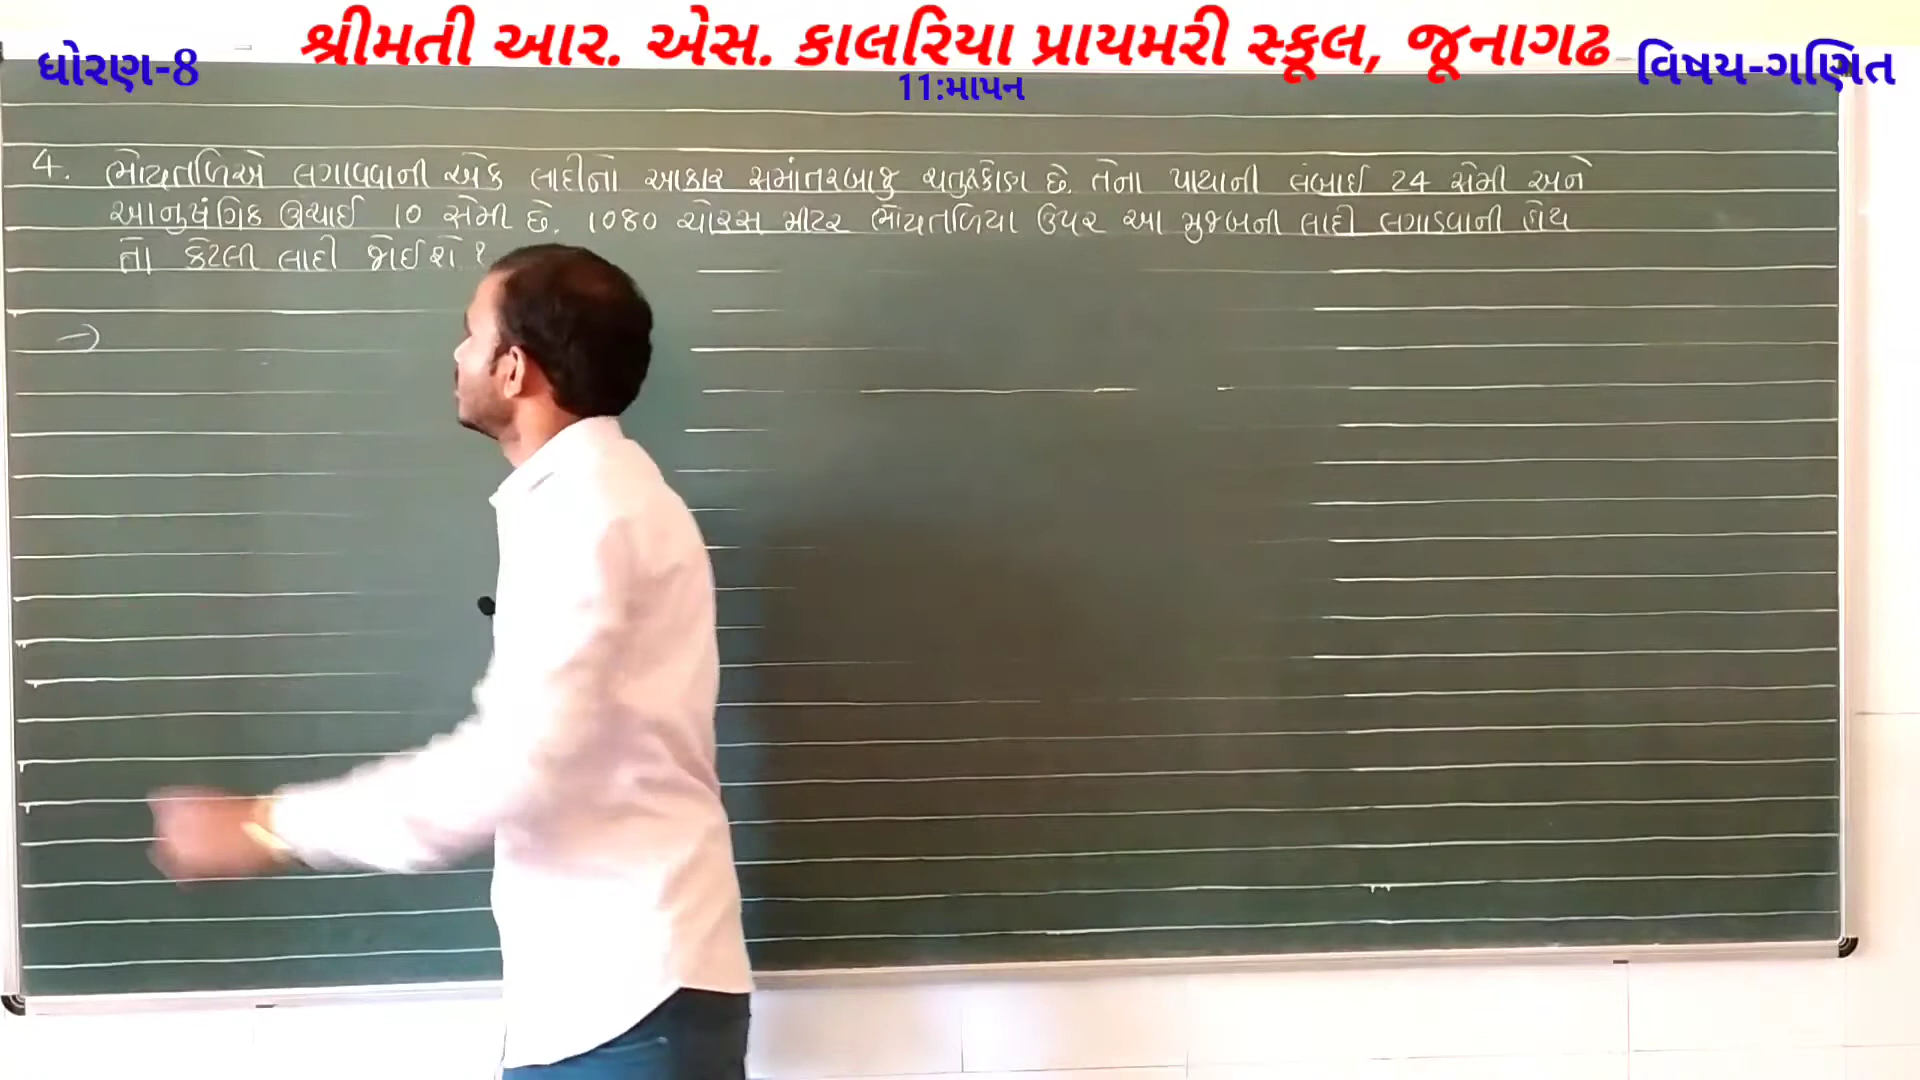 શ્રીમતી આર. એસ. કાલરિયા પ્રાયમરી સ્કૂલ, જૂનાગઢ
ધોરણ-8
વિષય-ગણિત
11:માપન
4. ભોંયતળિએ લગાવવાની એક લાદીનો આકાર સમાંતરબાજુ ચતુષ્કોણ છે. તેના પાયાની લંબાઈ 24 સેમી અને
આનુષંગિક ઊંચાઈ 10 સેમી છે. 1080 ચોરસ મીટર ભોંયતળિયા ઉપર આ મુજબની લાદી લગાડવાની હોય
તો કેટલી લાદી જોઈશે ?
→